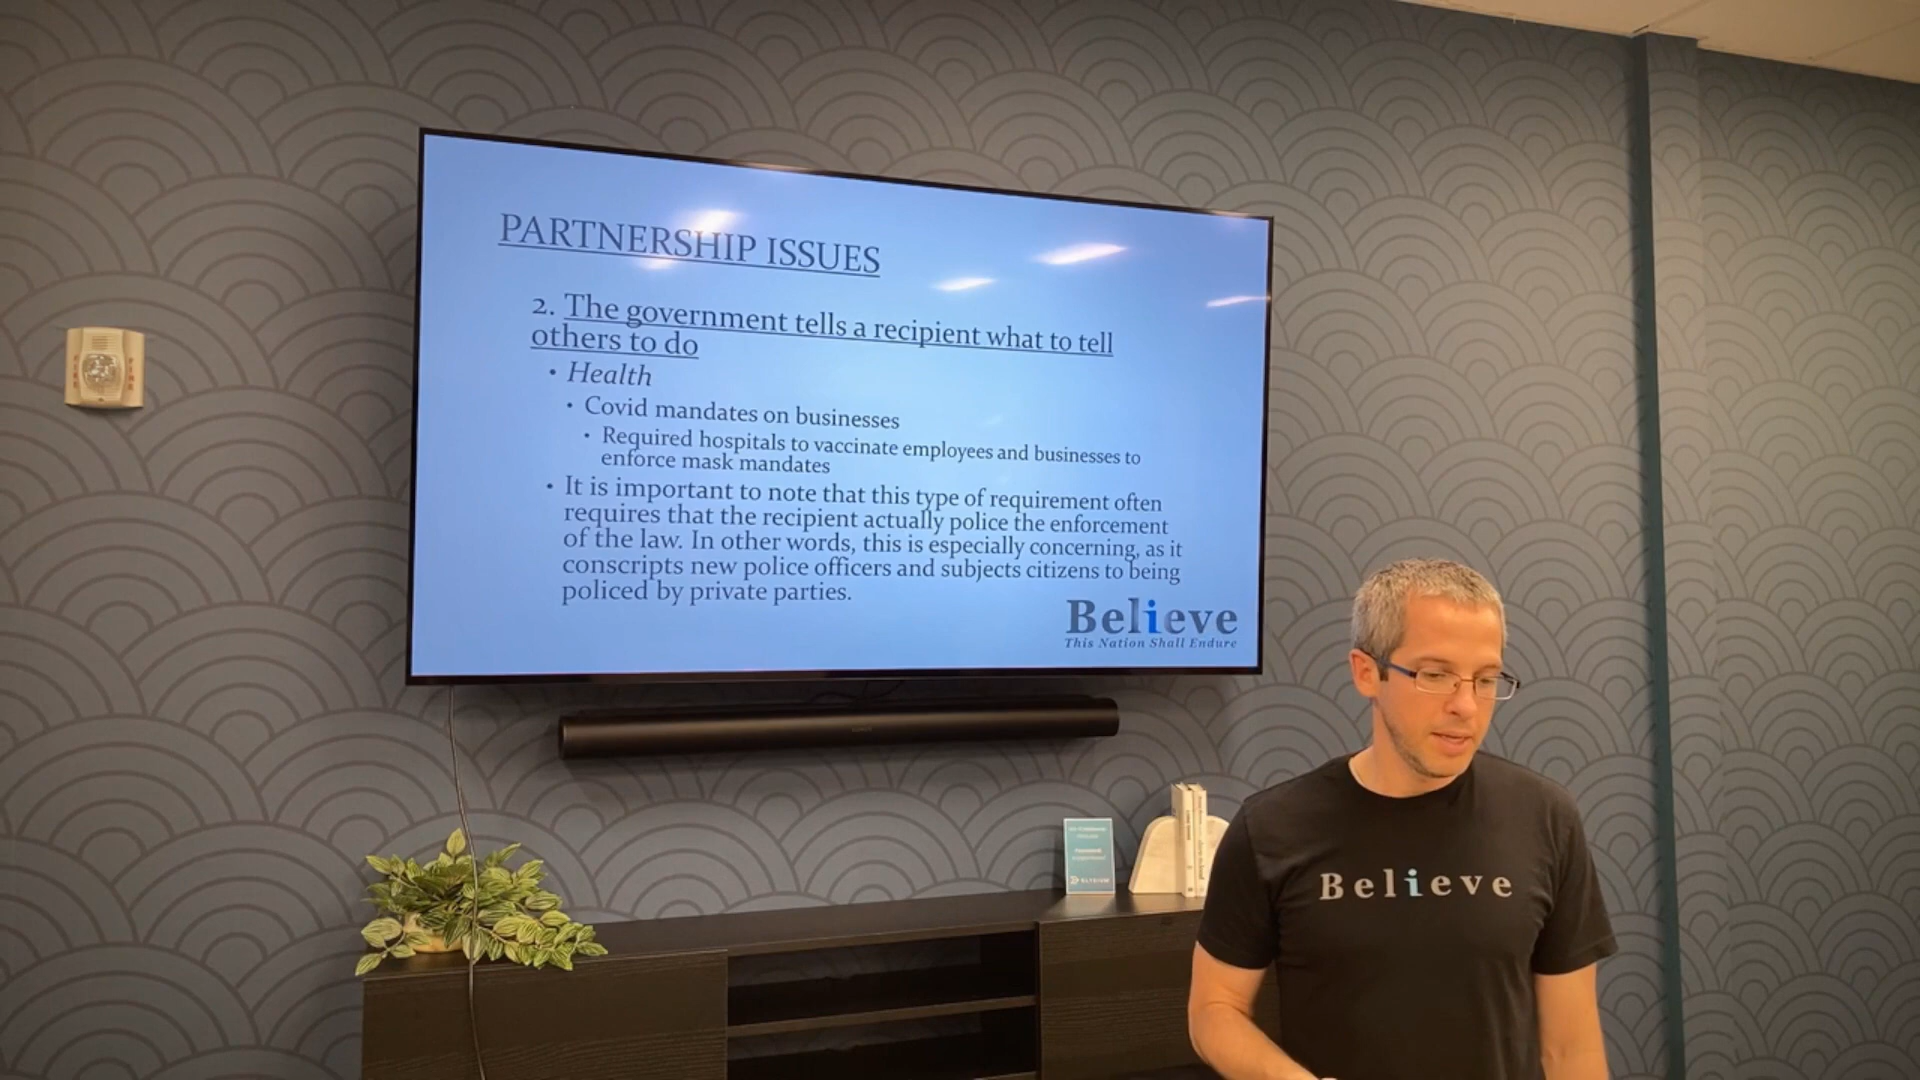 PARTNERSHIP ISSUES
2. The government tells a recipient what to tell
others to do
• Health
• Covid mandates on businesses
• Required hospitals to vaccinate employees and businesses to
enforce mask mandates
• It is important to note that this type of requirement often
requires that the recipient actually police the enforcement
of the law. In other words, this is especially concerning, as it
conscripts new police officers and subjects citizens to being
policed by private parties.
Believe
This Nation Shall Endure
FIRE
FIRE
ELYSIUM
Believe